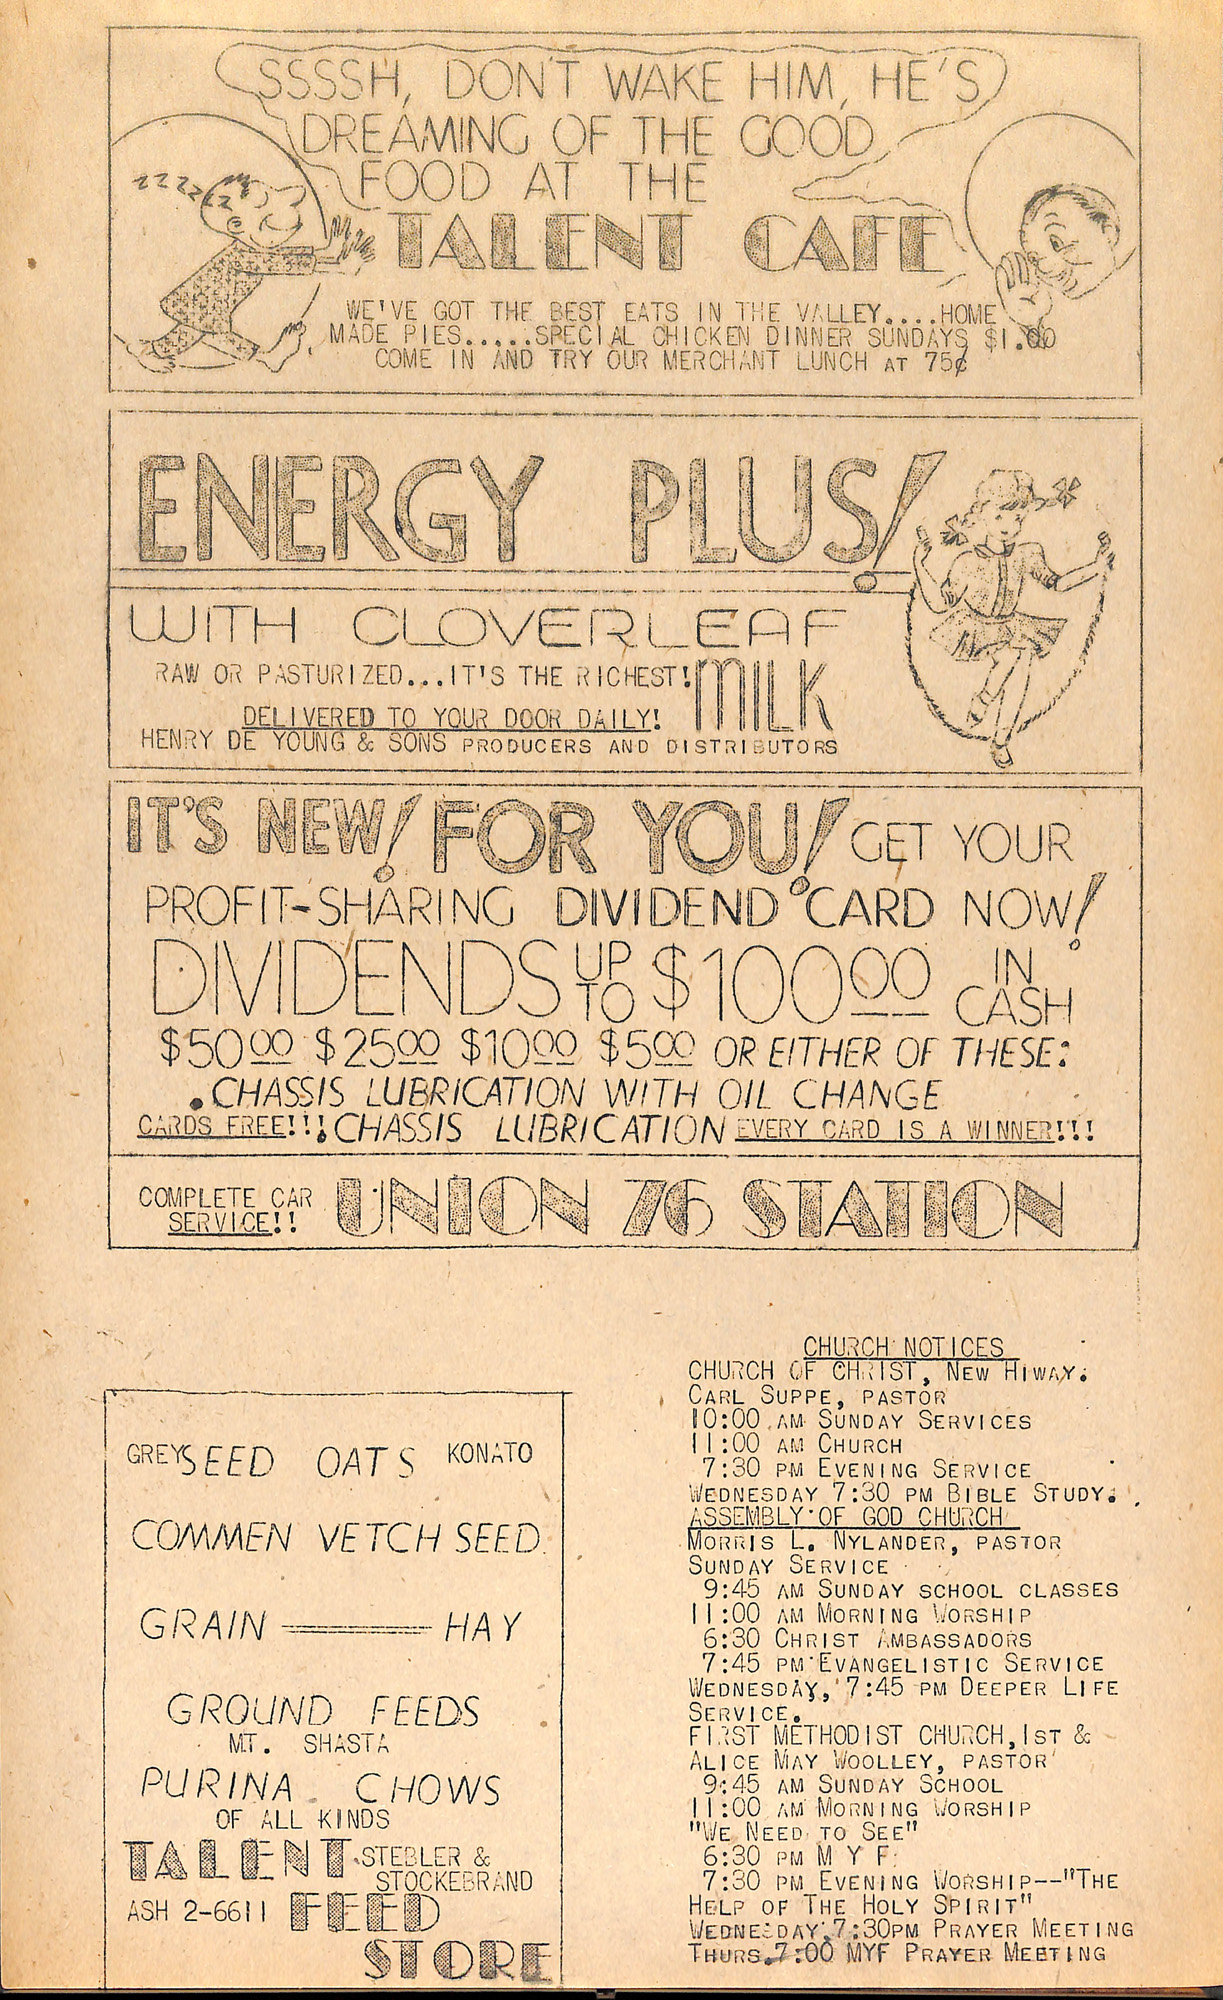 SSSSH, DON'T WAKE HIM, HE'S
DREAMING OF THE GOOD
FOOD AT THE
ZZZZZZZ
TALENT CAFE
WE'VE GOT THE BEST EATS IN THE VALLEY....HOME
MADE PIES.....SPECIAL CHICKEN DINNER SUNDAYS $1.00
COME IN AND TRY OUR MERCHANT LUNCH AT 75¢
ENERGY PLUS!
WITH CLOVERLEAF
RAW OR PASTURIZED...IT'S THE RICHEST! MILK
DELIVERED TO YOUR DOOR DAILY!
HENRY DE YOUNG & SONS PRODUCERS AND DISTRIBUTORS
IT'S NEW! FOR YOU! GET YOUR
PROFIT-SHARING DIVIDEND CARD NOW!
DIVIDENDS UP TO $100.00 IN CASH
$50.00 $25.00 $10.00 $5.00 OR EITHER OF THESE:
.CHASSIS LUBRICATION WITH OIL CHANGE
CARDS FREE!!! CHASSIS LUBRICATION EVERY CARD IS A WINNER!!!
COMPLETE CAR SERVICE!! UNION 76 STATION
GREY SEED OATS KONATO
COMMEN VETCH SEED
GRAIN ═════ HAY
GROUND FEEDS
MT. SHASTA
PURINA CHOWS
OF ALL KINDS
TALENT STEBLER &
STOCKEBRAND
ASH 2-6611 FEED
STORE
CHURCH NOTICES
CHURCH OF CHRIST, NEW HIWAY.
CARL SUPPE, PASTOR
10:00 AM SUNDAY SERVICES
11:00 AM CHURCH
7:30 PM EVENING SERVICE
WEDNESDAY 7:30 PM BIBLE STUDY.
ASSEMBLY OF GOD CHURCH
MORRIS L. NYLANDER, PASTOR
SUNDAY SERVICE
9:45 AM SUNDAY SCHOOL CLASSES
11:00 AM MORNING WORSHIP
6:30 CHRIST AMBASSADORS
7:45 PM EVANGELISTIC SERVICE
WEDNESDAY, 7:45 PM DEEPER LIFE
SERVICE.
FIRST METHODIST CHURCH, 1ST &
ALICE MAY WOOLLEY, PASTOR
9:45 AM SUNDAY SCHOOL
11:00 AM MORNING WORSHIP
"WE NEED TO SEE"
6:30 PM M Y F
7:30 PM EVENING WORSHIP--"THE
HELP OF THE HOLY SPIRIT"
WEDNESDAY 7:30PM PRAYER MEETING
THURS. 7:00 MYF PRAYER MEETING